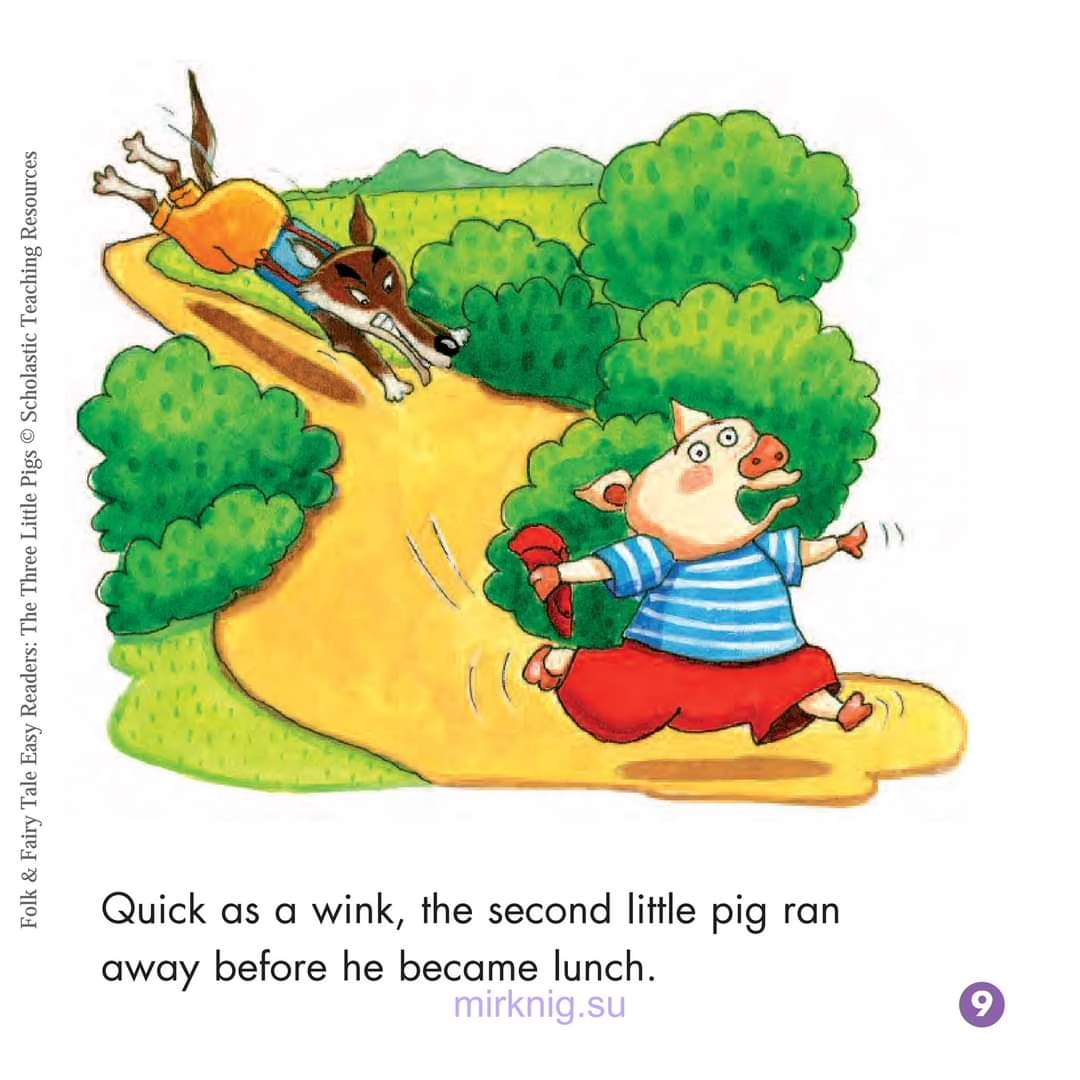 Folk & Fairy Tale Easy Readers: The Three Little Pigs © Scholastic Teaching Resources
Quick as a wink, the second little pig ran
away before he became lunch.
mirknig.su
9